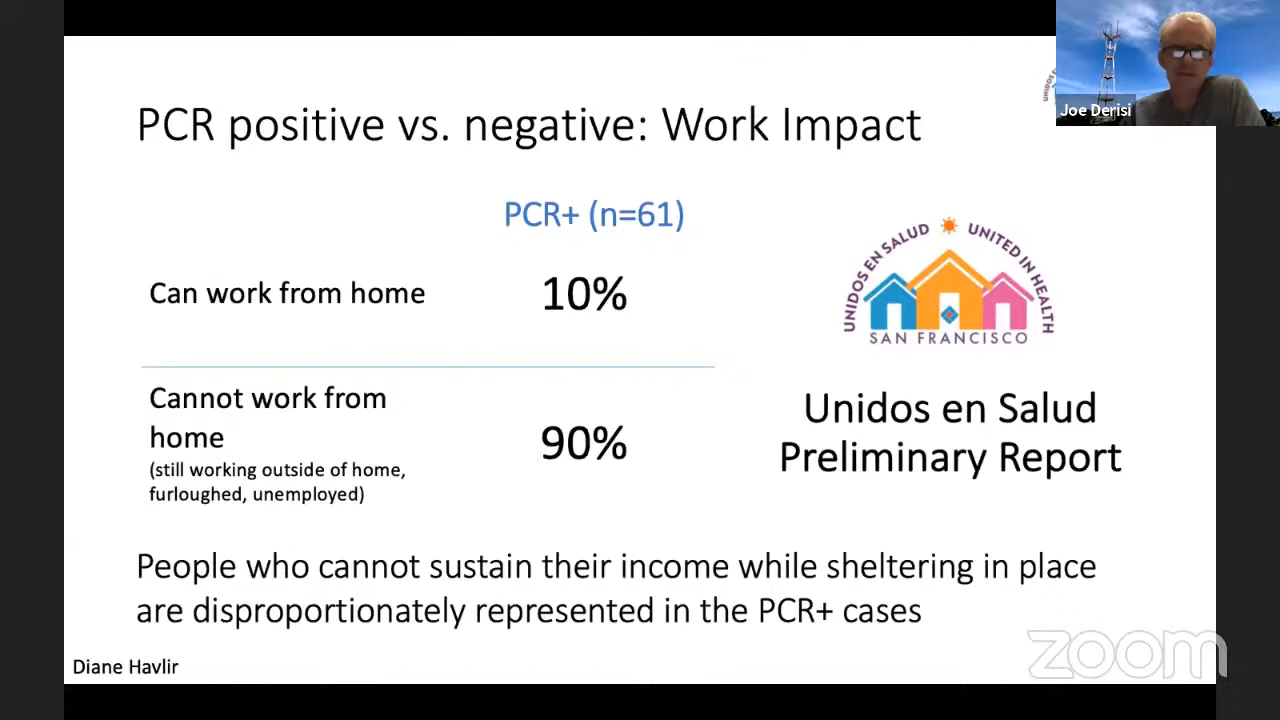 PCR positive vs. negative: Work Impact
Joe Derisi
PCR+ (n=61)
Can work from home
10%
Cannot work from
home
(still working outside of home,
furloughed, unemployed)
90%
UNIDOS EN SALUD UNITED IN HEALTH
SAN FRANCISCO
Unidos en Salud
Preliminary Report
People who cannot sustain their income while sheltering in place
are disproportionately represented in the PCR+ cases
Diane Havlir
zoom